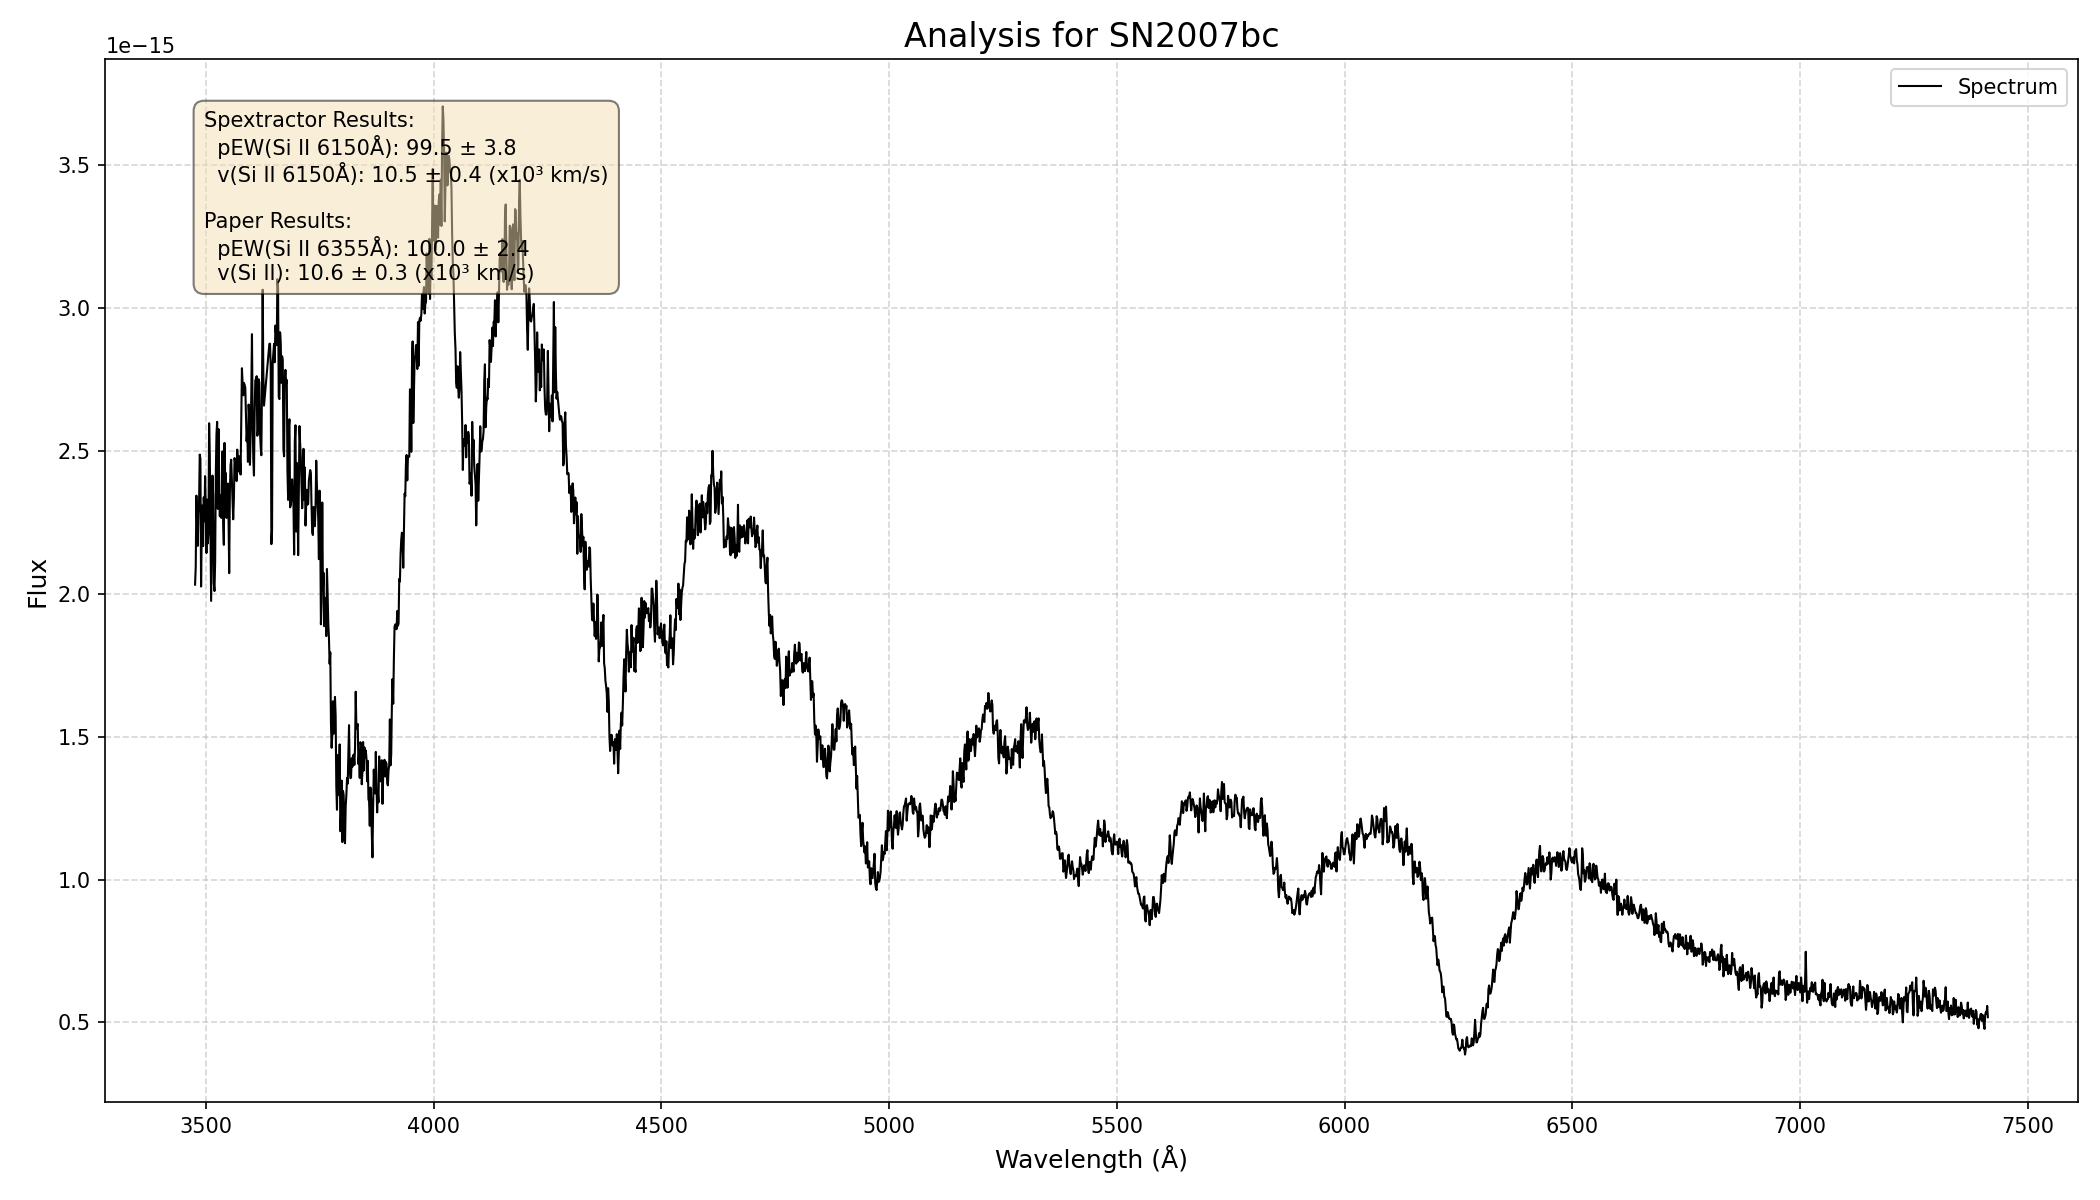 Analysis for SN2007bc
1e−15
Spectrum
Spextractor Results:
pEW(Si II 6150Å): 99.5 ± 3.8
v(Si II 6150Å): 10.5 ± 0.4 (x10³ km/s)
Paper Results:
pEW(Si II 6355Å): 100.0 ± 2.4
v(Si II): 10.6 ± 0.3 (x10³ km/s)
3.5
3.0
2.5
2.0
1.5
1.0
0.5
Flux
3500 4000 4500 5000 5500 6000 6500 7000 7500
Wavelength (Å)